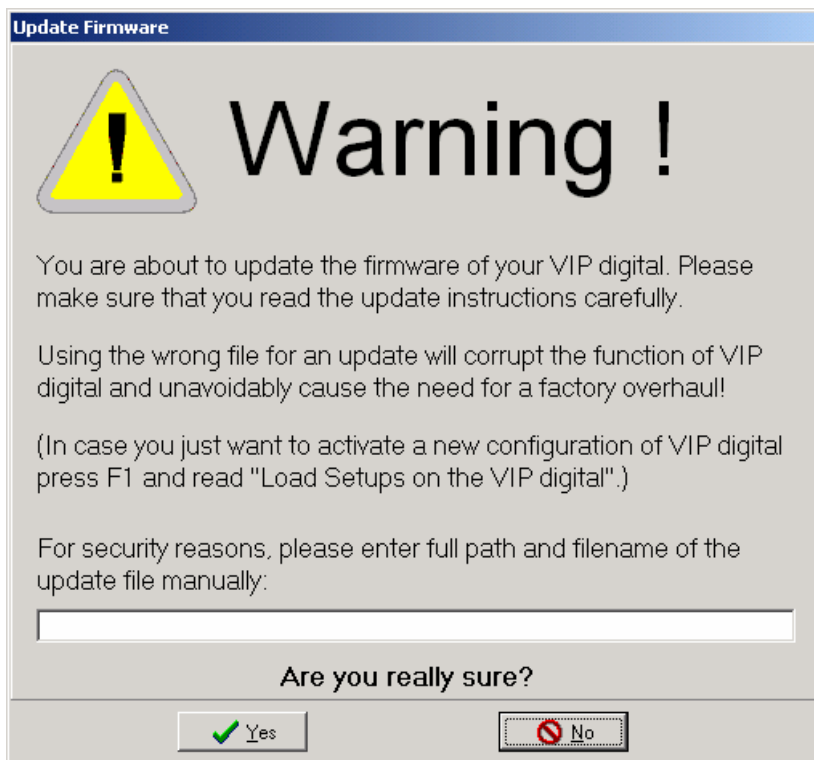 Update Firmware
!
Warning !
You are about to update the firmware of your VIP digital. Please
make sure that you read the update instructions carefully.
Using the wrong file for an update will corrupt the function of VIP
digital and unavoidably cause the need for a factory overhaul!
(In case you just want to activate a new configuration of VIP digital
press F1 and read "Load Setups on the VIP digital".)
For security reasons, please enter full path and filename of the
update file manually:
Are you really sure?
Yes
No